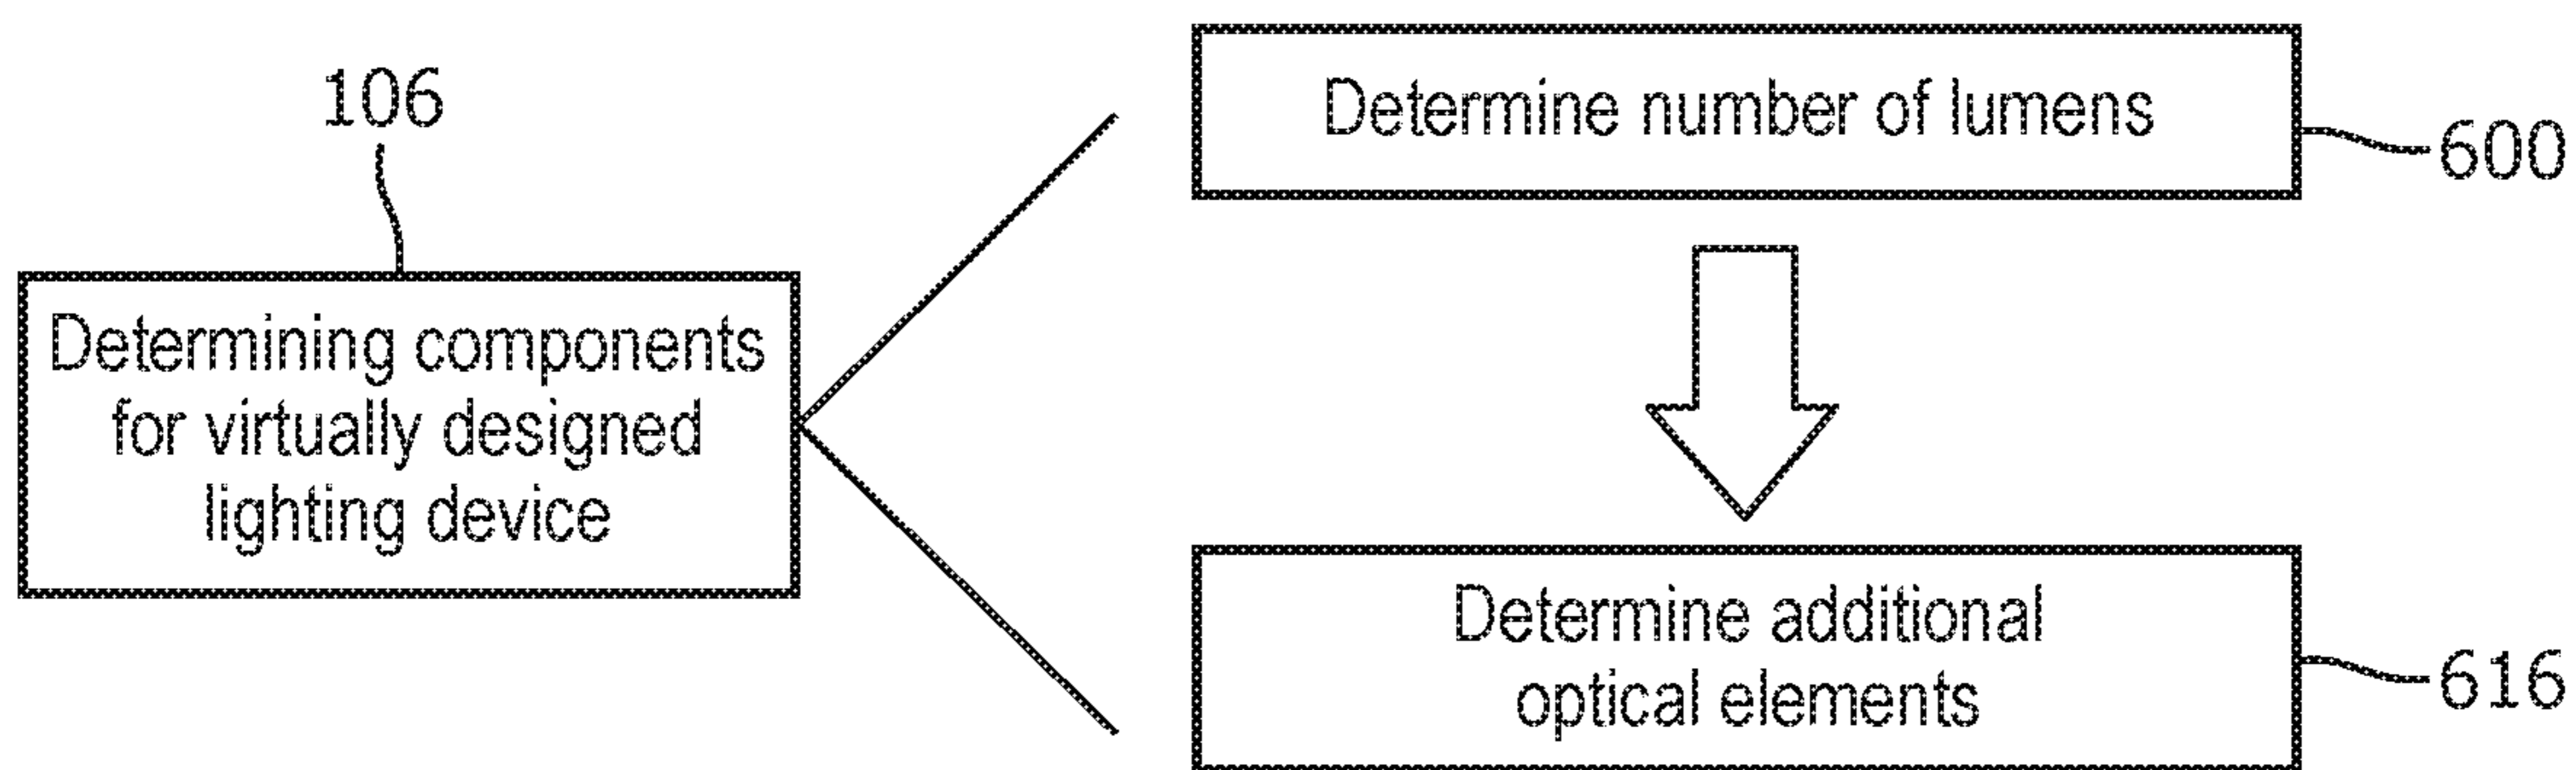 106
Determining components
for virtually designed
lighting device
Determine number of lumens
600
Determine additional
optical elements
616